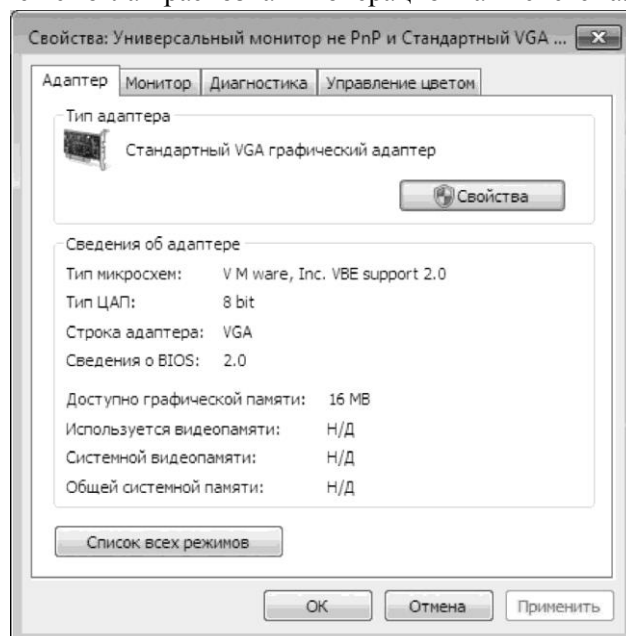 Свойства: Универсальный монитор не PnP и Стандартный VGA ...
Адаптер Монитор Диагностика Управление цветом
Тип адаптера
Стандартный VGA графический адаптер
Свойства
Сведения об адаптере
Тип микросхем: V M ware, Inc. VBE support 2.0
Тип ЦАП: 8 bit
Строка адаптера: VGA
Сведения о BIOS: 2.0
Доступно графической памяти: 16 MB
Используется видеопамяти: Н/Д
Системной видеопамяти: Н/Д
Общей системной памяти: Н/Д
Список всех режимов
ОК Отмена Применить